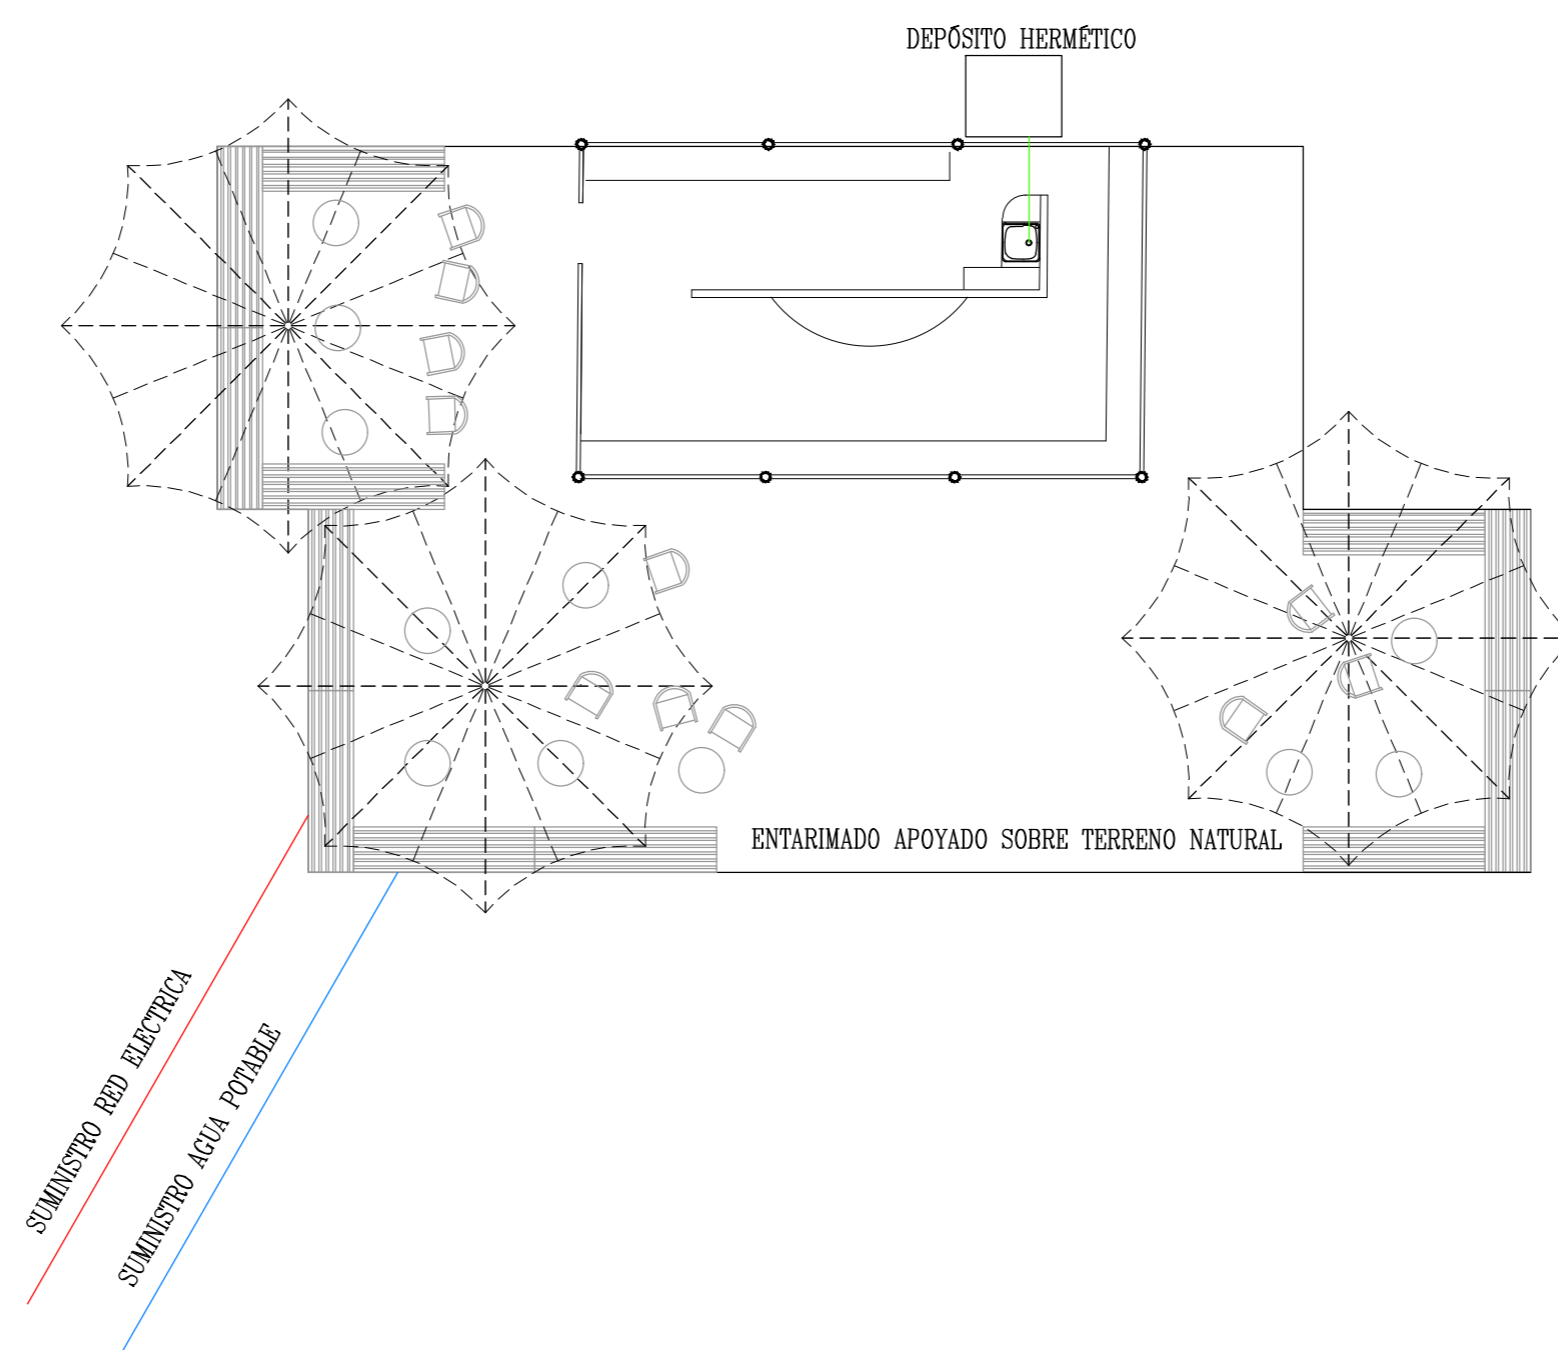 DEPÓSITO HERMÉTICO
ENTARIMADO APOYADO SOBRE TERRENO NATURAL
SUMINISTRO RED ELECTRICA
SUMINISTRO AGUA POTABLE